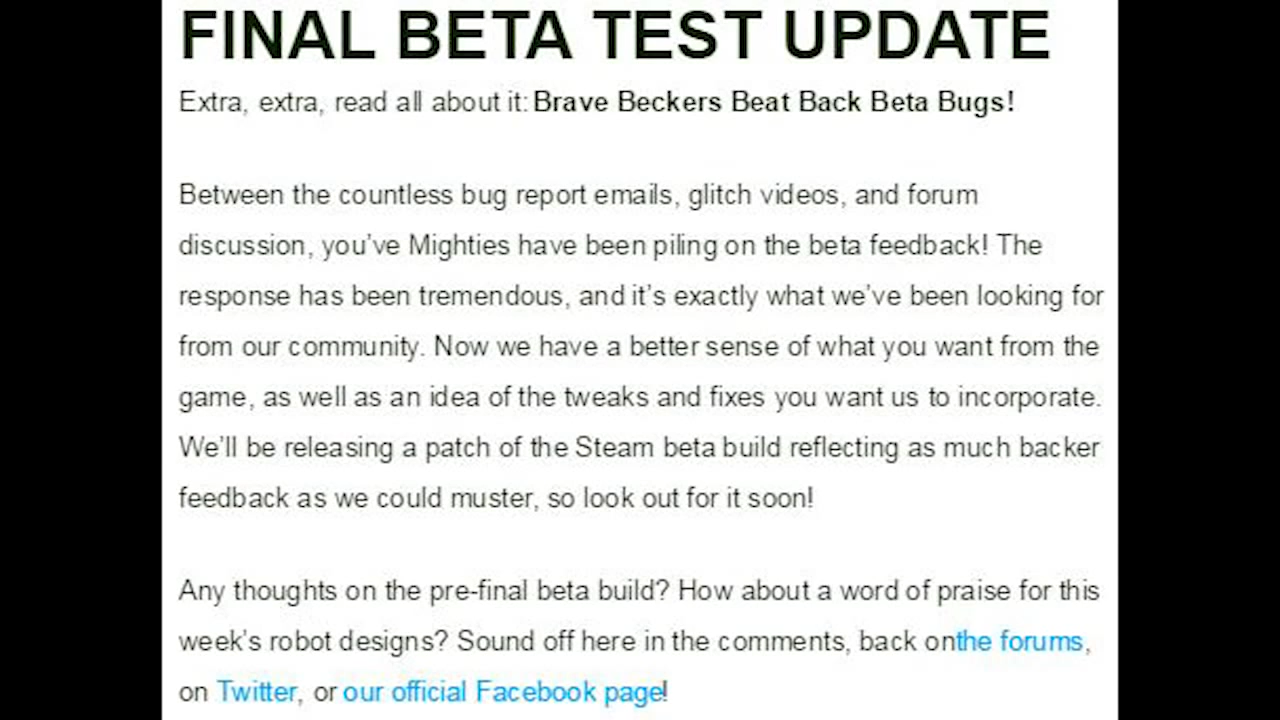 FINAL BETA TEST UPDATE
Extra, extra, read all about it: Brave Beckers Beat Back Beta Bugs!
Between the countless bug report emails, glitch videos, and forum
discussion, you've Mighties have been piling on the beta feedback! The
response has been tremendous, and it's exactly what we've been looking for
from our community. Now we have a better sense of what you want from the
game, as well as an idea of the tweaks and fixes you want us to incorporate.
We'll be releasing a patch of the Steam beta build reflecting as much backer
feedback as we could muster, so look out for it soon!
Any thoughts on the pre-final beta build? How about a word of praise for this
week's robot designs? Sound off here in the comments, back onthe forums,
on Twitter, or our official Facebook page!